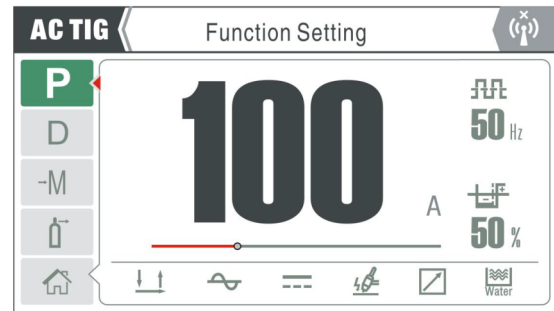 AC TIG
Function Setting
P
D
→M
100 A
50 Hz
50 %
Water